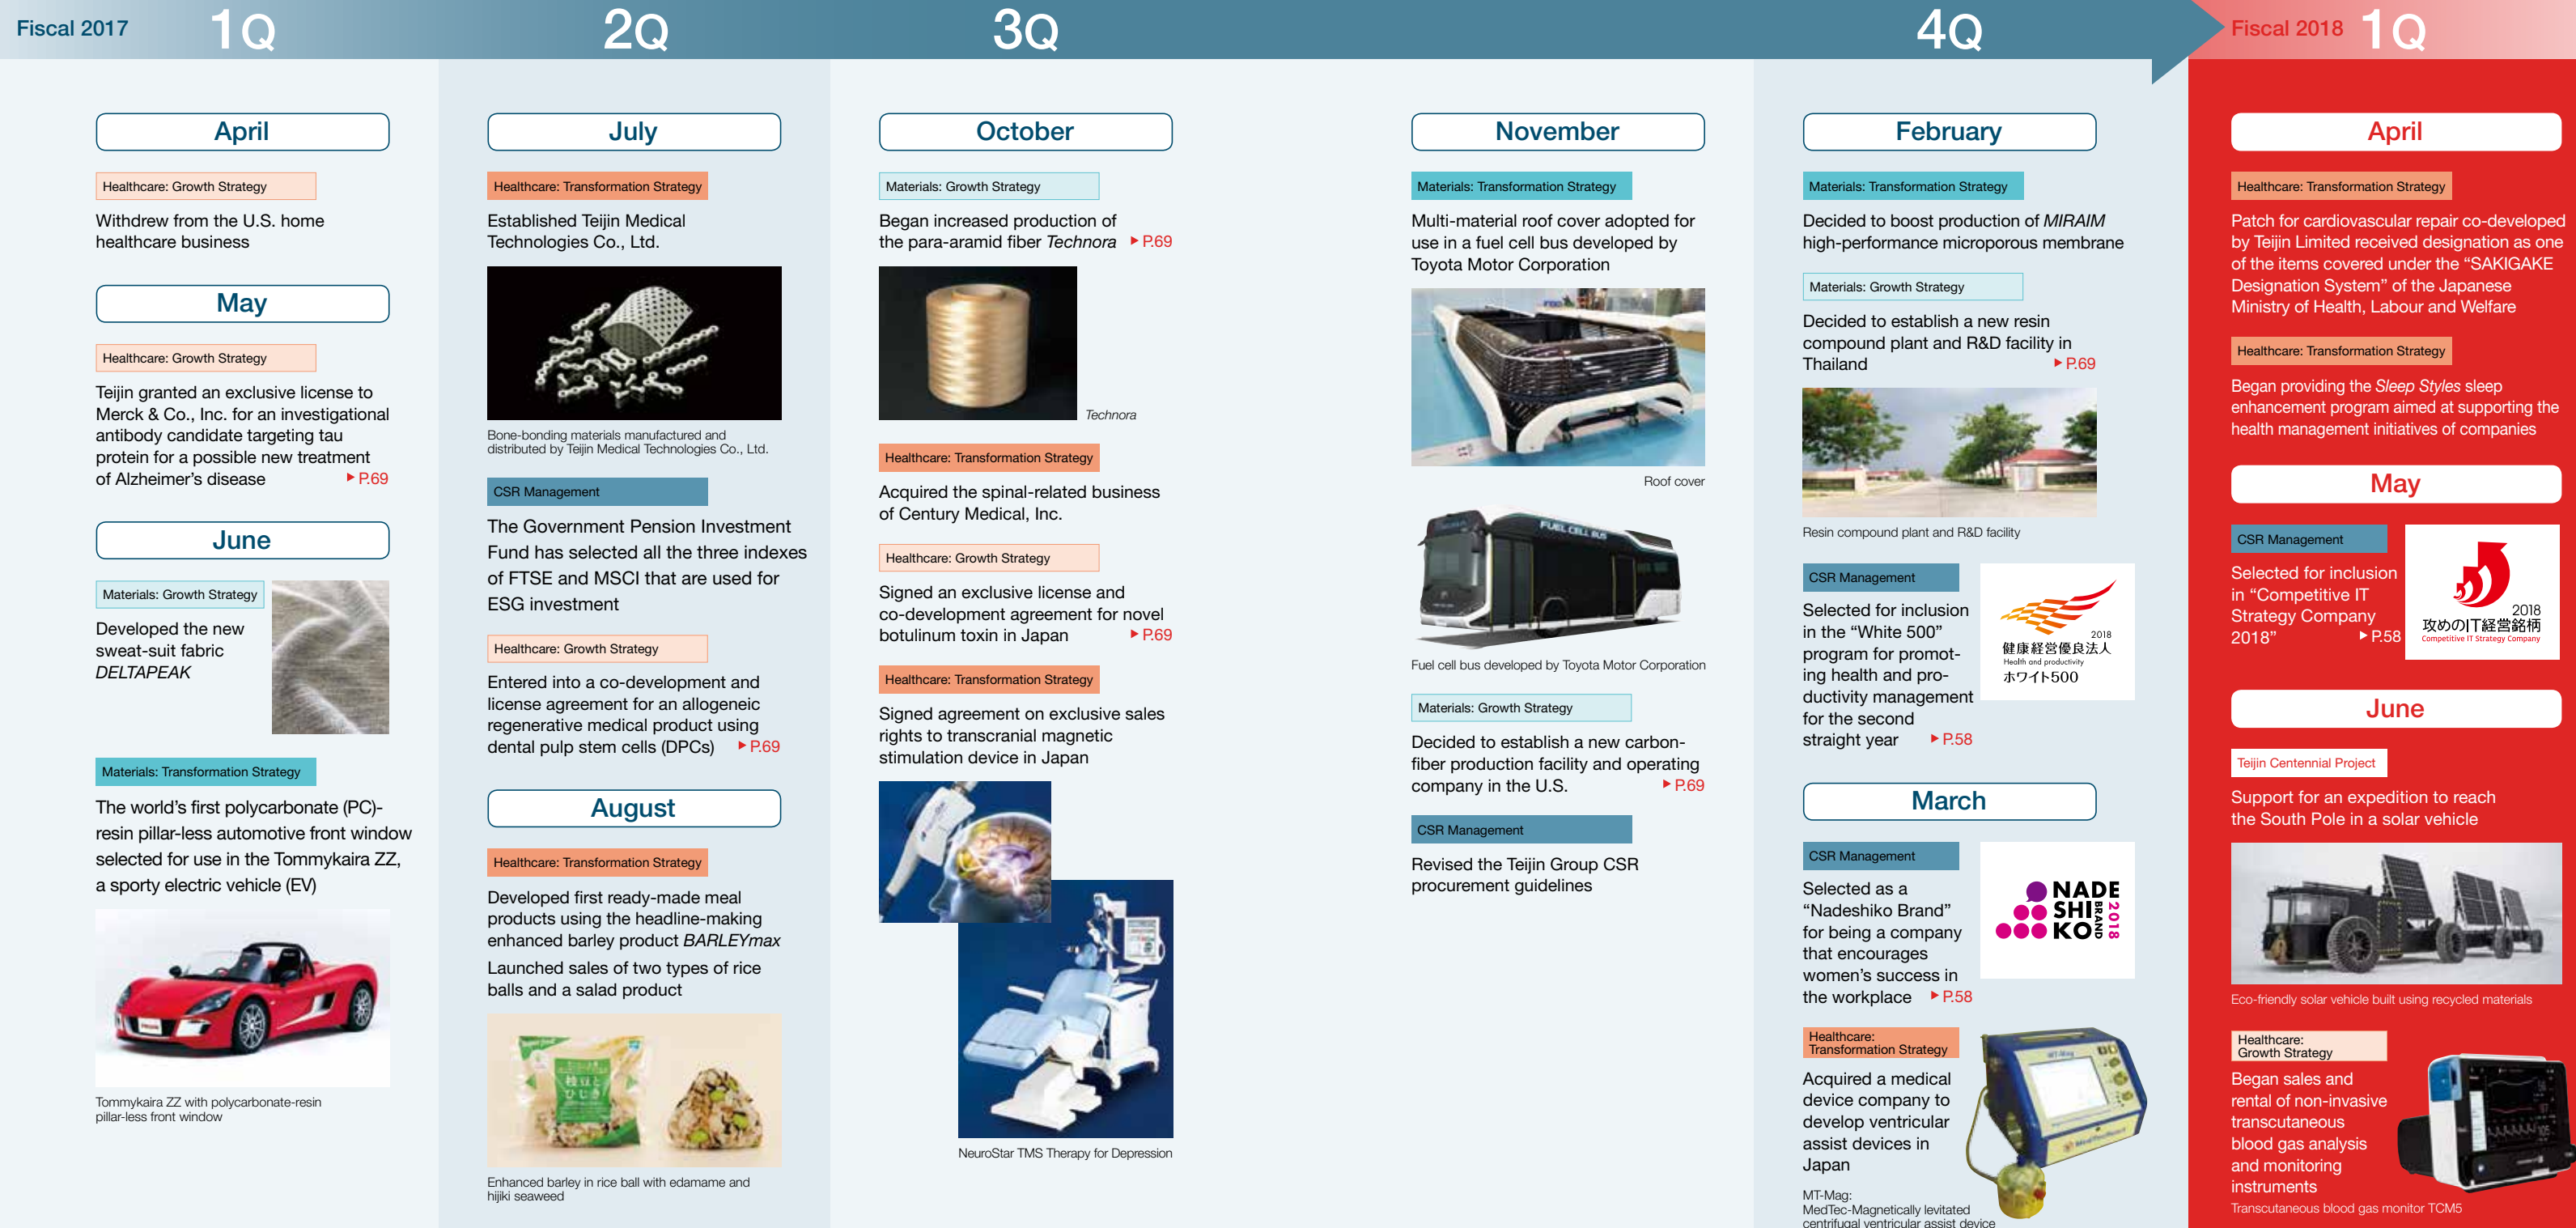 Fiscal 2017
1Q
2Q
3Q
4Q
Fiscal 2018
1Q
April
Healthcare: Growth Strategy
Withdrew from the U.S. home
healthcare business
May
Healthcare: Growth Strategy
Teijin granted an exclusive license to
Merck & Co., Inc. for an investigational
antibody candidate targeting tau
protein for a possible new treatment
of Alzheimer's disease ▶ P.69
June
Materials: Growth Strategy
Developed the new
sweat-suit fabric
DELTAPEAK
Materials: Transformation Strategy
The world's first polycarbonate (PC)-
resin pillar-less automotive front window
selected for use in the Tommykaira ZZ,
a sporty electric vehicle (EV)
Tommykaira ZZ with polycarbonate-resin
pillar-less front window
July
Healthcare: Transformation Strategy
Established Teijin Medical
Technologies Co., Ltd.
Bone-bonding materials manufactured and
distributed by Teijin Medical Technologies Co., Ltd.
CSR Management
The Government Pension Investment
Fund has selected all the three indexes
of FTSE and MSCI that are used for
ESG investment
Healthcare: Growth Strategy
Entered into a co-development and
license agreement for an allogeneic
regenerative medical product using
dental pulp stem cells (DPCs) ▶ P.69
August
Healthcare: Transformation Strategy
Developed first ready-made meal
products using the headline-making
enhanced barley product BARLEYmax
Launched sales of two types of rice
balls and a salad product
枝豆と
ひじき
Enhanced barley in rice ball with edamame and
hijiki seaweed
October
Materials: Growth Strategy
Began increased production of
the para-aramid fiber Technora ▶ P.69
Technora
Healthcare: Transformation Strategy
Acquired the spinal-related business
of Century Medical, Inc.
Healthcare: Growth Strategy
Signed an exclusive license and
co-development agreement for novel
botulinum toxin in Japan ▶ P.69
Healthcare: Transformation Strategy
Signed agreement on exclusive sales
rights to transcranial magnetic
stimulation device in Japan
NeuroStar TMS Therapy for Depression
November
Materials: Transformation Strategy
Multi-material roof cover adopted for
use in a fuel cell bus developed by
Toyota Motor Corporation
Roof cover
FUEL CELL BUS
Fuel cell bus developed by Toyota Motor Corporation
Materials: Growth Strategy
Decided to establish a new carbon-
fiber production facility and operating
company in the U.S. ▶ P.69
CSR Management
Revised the Teijin Group CSR
procurement guidelines
February
Materials: Transformation Strategy
Decided to boost production of MIRAIM
high-performance microporous membrane
Materials: Growth Strategy
Decided to establish a new resin
compound plant and R&D facility in
Thailand ▶ P.69
Resin compound plant and R&D facility
CSR Management
Selected for inclusion
in the “White 500”
program for promot-
ing health and pro-
ductivity management
for the second
straight year ▶ P.58
2018
健康経営優良法人
Health and productivity
ホワイト500
March
CSR Management
Selected as a
“Nadeshiko Brand”
for being a company
that encourages
women's success in
the workplace ▶ P.58
NADE
SHI
KO
BRAND
2018
Healthcare:
Transformation Strategy
Acquired a medical
device company to
develop ventricular
assist devices in
Japan
MT-Mag
MT-Mag:
MedTec-Magnetically levitated
centrifugal ventricular assist device
April
Healthcare: Transformation Strategy
Patch for cardiovascular repair co-developed
by Teijin Limited received designation as one
of the items covered under the “SAKIGAKE
Designation System” of the Japanese
Ministry of Health, Labour and Welfare
Healthcare: Transformation Strategy
Began providing the Sleep Styles sleep
enhancement program aimed at supporting the
health management initiatives of companies
May
CSR Management
Selected for inclusion
in “Competitive IT
Strategy Company
2018” ▶ P.58
2018
攻めのIT経営銘柄
Competitive IT Strategy Company
June
Teijin Centennial Project
Support for an expedition to reach
the South Pole in a solar vehicle
Eco-friendly solar vehicle built using recycled materials
Healthcare:
Growth Strategy
Began sales and
rental of non-invasive
transcutaneous
blood gas analysis
and monitoring
instruments
Transcutaneous blood gas monitor TCM5